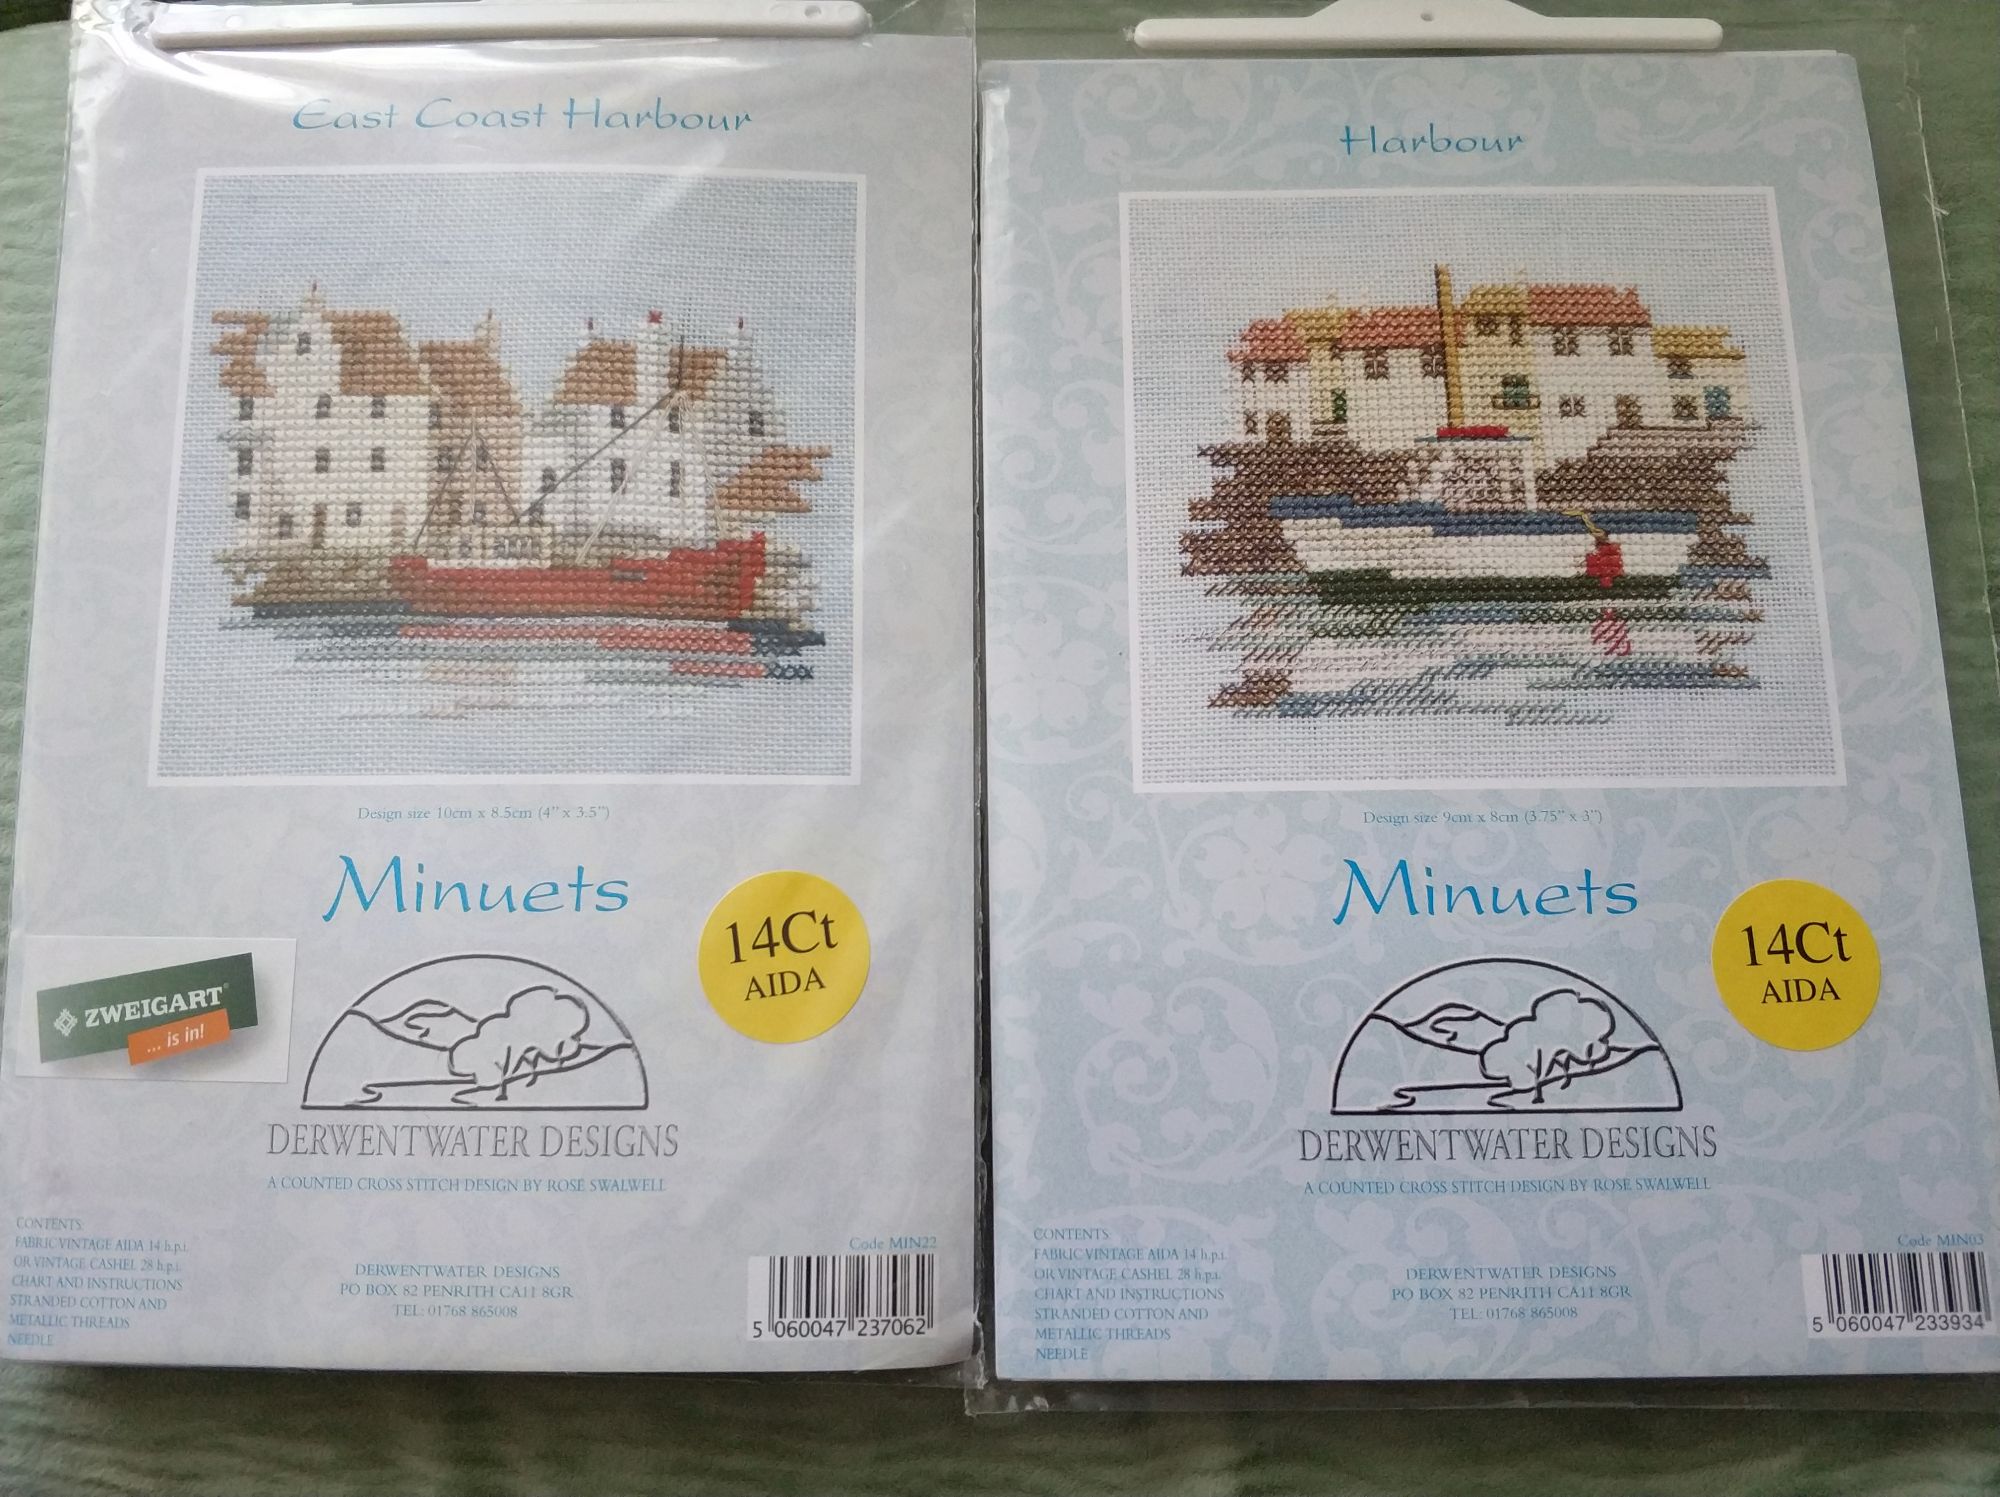 East Coast Harbour
Design size 10cm x 8.5cm (4" x 3.5")
Minuets
14Ct
AIDA
ZWEIGART®
... is in!
DERWENTWATER DESIGNS
A COUNTED CROSS STITCH DESIGN BY ROSE SWALWELL
CONTENTS:
FABRIC VINTAGE AIDA 14 h.p.i.
OR VINTAGE CASHEL 28 h.p.i.
CHART AND INSTRUCTIONS
STRANDED COTTON AND
METALLIC THREADS
NEEDLE
DERWENTWATER DESIGNS
PO BOX 82 PENRITH CA11 8GR
TEL: 01768 865008
Code MIN22
5 060047 237062
Harbour
Design size 9cm x 8cm (3.75" x 3")
Minuets
14Ct
AIDA
DERWENTWATER DESIGNS
A COUNTED CROSS STITCH DESIGN BY ROSE SWALWELL
CONTENTS
FABRIC VINTAGE AIDA 14 h.p.i.
OR VINTAGE CASHEL 28 h.p.i.
CHART AND INSTRUCTIONS
STRANDED COTTON AND
METALLIC THREADS
NEEDLE
DERWENTWATER DESIGNS
PO BOX 82 PENRITH CA11 8GR
TEL: 01768 865008
Code MIN03
5 060047 233934